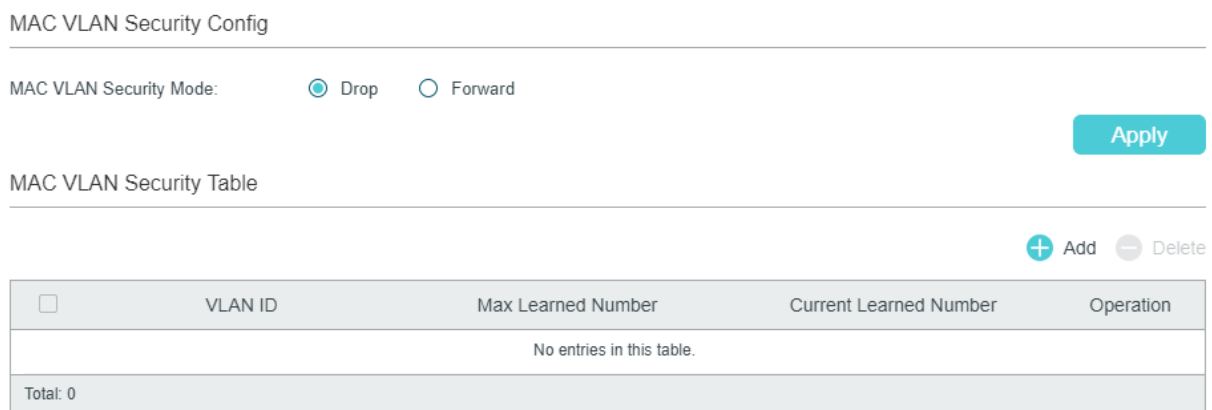 MAC VLAN Security Config
MAC VLAN Security Mode: Drop Forward
Apply
MAC VLAN Security Table
Add Delete
VLAN ID Max Learned Number Current Learned Number Operation
No entries in this table.
Total: 0